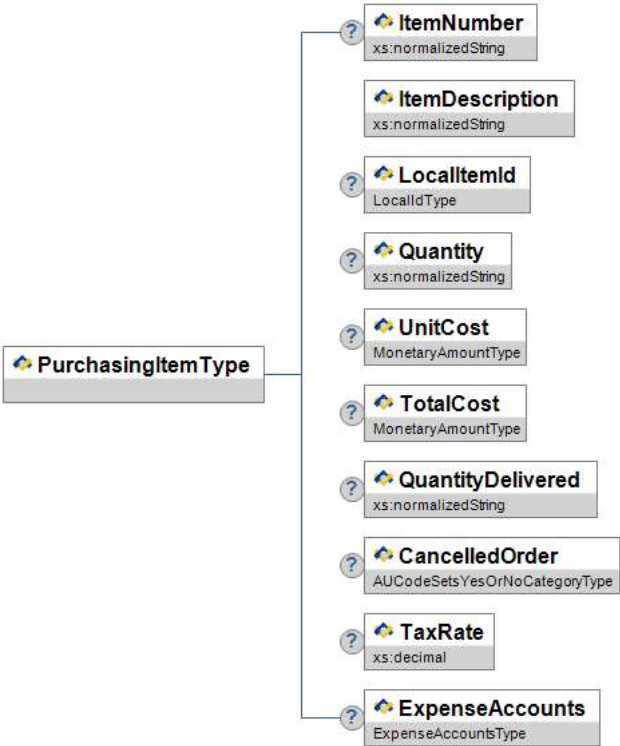 ? ItemNumber
xs:normalizedString
ItemDescription
xs:normalizedString
? LocalItemId
LocalIdType
? Quantity
xs:normalizedString
? UnitCost
MonetaryAmountType
PurchasingItemType
? TotalCost
MonetaryAmountType
? QuantityDelivered
xs:normalizedString
? CancelledOrder
AUCodeSetsYesOrNoCategoryType
? TaxRate
xs:decimal
? ExpenseAccounts
ExpenseAccountsType